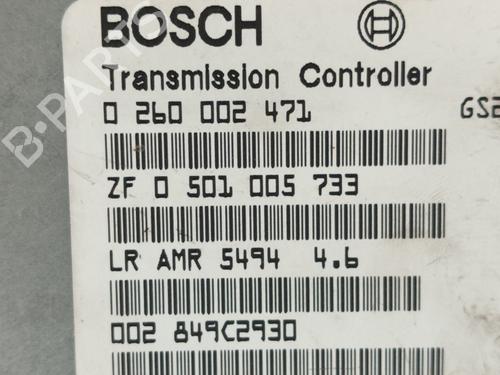 BOSCH
Transmission Controller
0 260 002 471 GS2
ZF 0 501 005 733
LR AMR 5494 4.6
002 849C2930
B-PARTS